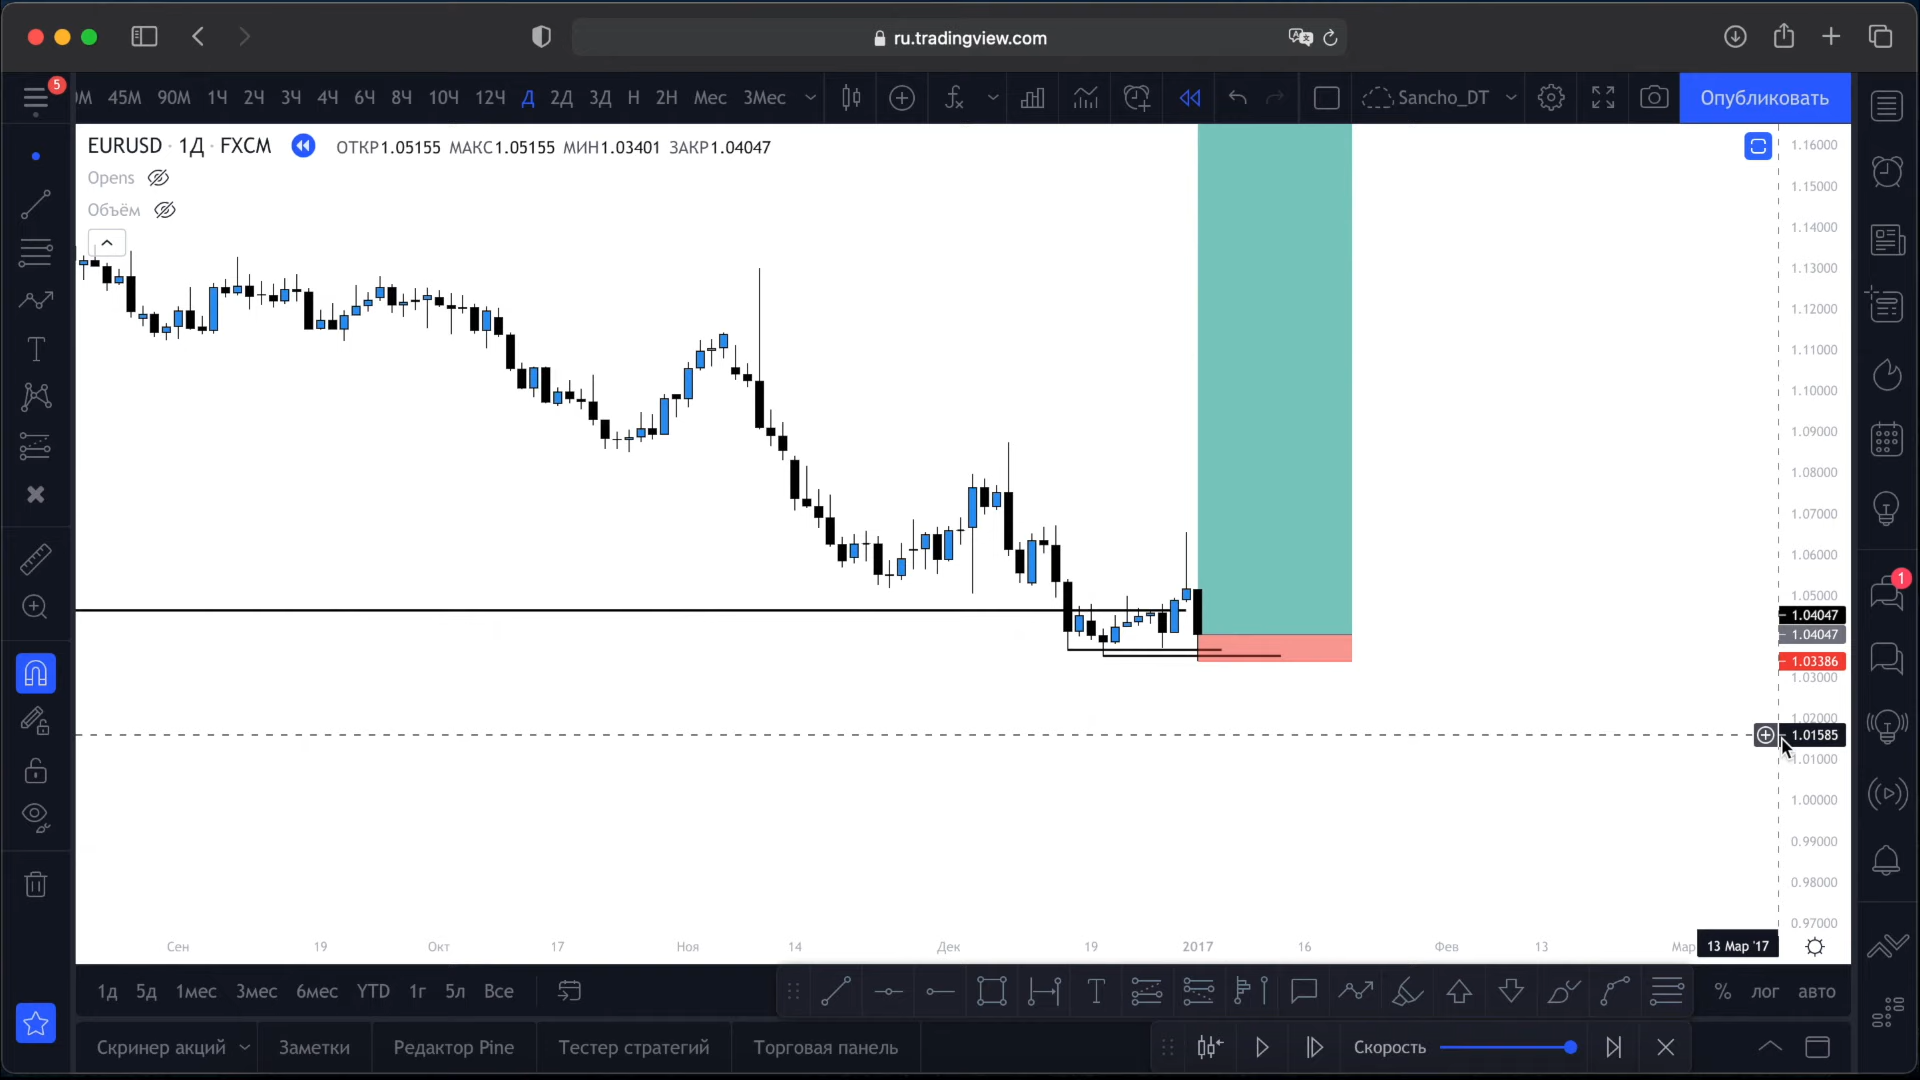 ru.tradingview.com
5
М 45М 90М 1Ч 2Ч 3Ч 4Ч 6Ч 8Ч 10Ч 12Ч Д 2Д 3Д Н 2Н Мес 3Мес
Sancho_DT
Опубликовать
EURUSD · 1Д · FXCM
ОТКР1.05155 МАКС1.05155 МИН1.03401 ЗАКР1.04047
Opens
Объём
1.16000
1.15000
1.14000
1.13000
1.12000
1.11000
1.10000
1.09000
1.08000
1.07000
1.06000
1.05000
1
1.04047
1.04047
1.03386
1.03000
1.02000
1.01585
1.01000
1.00000
0.99000
0.98000
0.97000
Сен 19 Окт 17 Ноя 14 Дек 19 2017 16 Фев 13 Мар 13 Мар '17
1д 5д 1мес 3мес 6мес YTD 1г 5л Все
% лог авто
Скринер акций Заметки Редактор Pine Тестер стратегий Торговая панель
Скорость